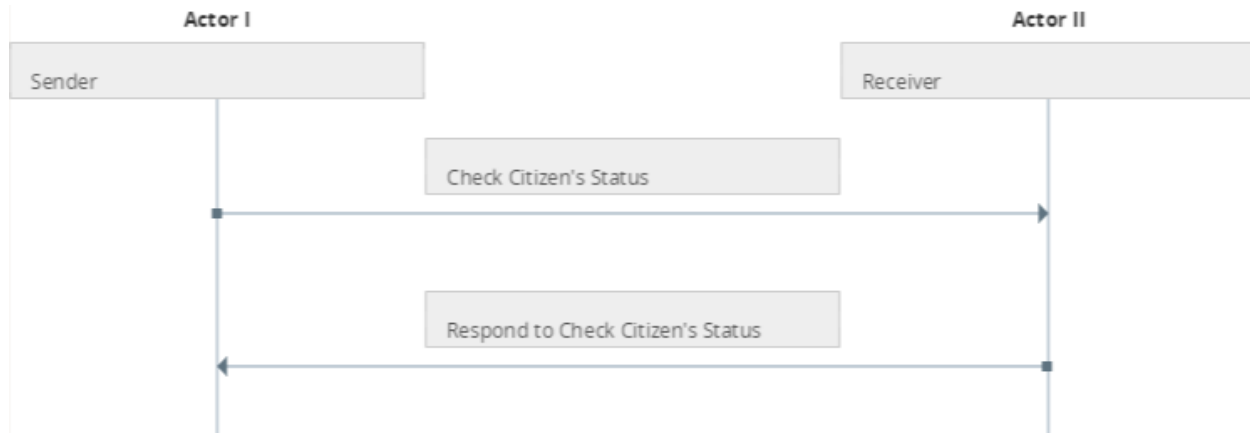 Actor I
Actor II
Sender
Receiver
Check Citizen's Status
Respond to Check Citizen's Status